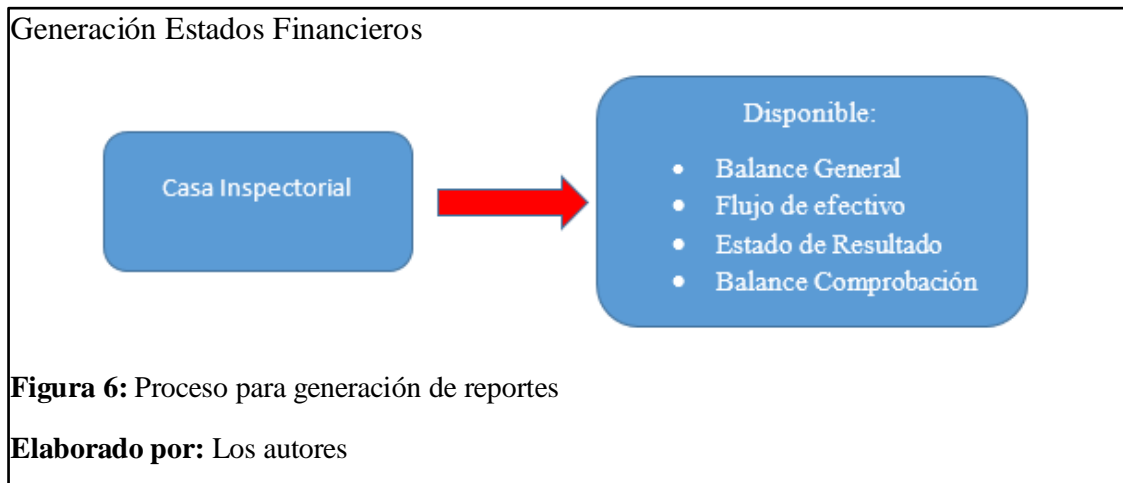 Generación Estados Financieros
Casa Inspectorial
Disponible:
• Balance General
• Flujo de efectivo
• Estado de Resultado
• Balance Comprobación
Figura 6: Proceso para generación de reportes
Elaborado por: Los autores